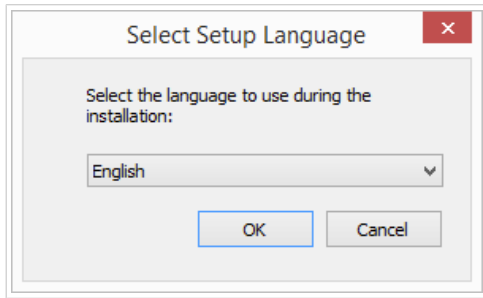 Select Setup Language
Select the language to use during the
installation:
English
OK
Cancel